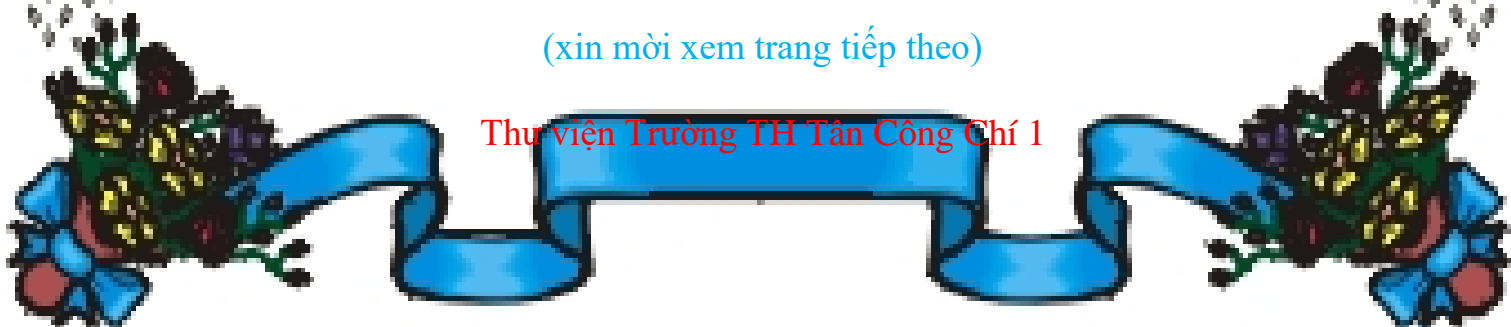 (xin mời xem trang tiếp theo)
Thư viện Trường TH Tân Công Chí 1